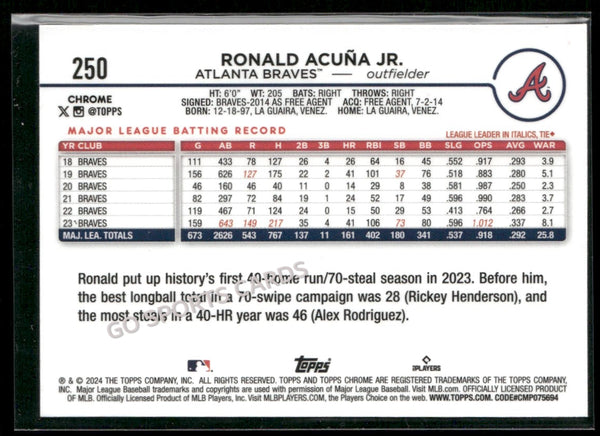 250
RONALD ACUÑA JR.
ATLANTA BRAVES™ — outfielder
CHROME
X @TOPPS
HT: 6'0" WT: 205 BATS: RIGHT THROWS: RIGHT
SIGNED: BRAVES-2014 AS FREE AGENT ACQ: FREE AGENT, 7-2-14
BORN: 12-18-97, LA GUAIRA, VENEZ. HOME: LA GUAIRA, VENEZ.
MAJOR LEAGUE BATTING RECORD
LEAGUE LEADER IN ITALICS, TIE♦
YR CLUB G AB R H 2B 3B HR RBI SB BB SLG OPS AVG WAR
18 BRAVES 111 433 78 127 26 4 26 64 16 45 .552 .917 .293 3.9
19 BRAVES 156 626 127 175 22 2 41 101 37 76 .518 .883 .280 5.1
20 BRAVES 46 160 46 40 11 0 14 29 8 38 .581 .987 .250 2.3
21 BRAVES 82 297 72 84 19 1 24 52 17 49 .596 .990 .283 3.7
22 BRAVES 119 467 71 124 24 0 15 50 29 53 .413 .764 .266 2.7
23 BRAVES 159 643 149 217 35 4 41 106 73 80 .596 1.012 .337 8.1
MAJ. LEA. TOTALS 673 2626 543 767 137 11 161 402 180 341 .537 .918 .292 25.8
Ronald put up history's first 40-home run/70-steal season in 2023. Before him,
the best longball total in a 70-swipe campaign was 28 (Rickey Henderson), and
the most steals in a 40-HR year was 46 (Alex Rodriguez).
GO SPORTS CARDS
Topps
PLAYERS
® & © 2024 THE TOPPS COMPANY, INC. ALL RIGHTS RESERVED. TOPPS AND TOPPS CHROME ARE REGISTERED TRADEMARKS OF THE TOPPS COMPANY,
INC. Major League Baseball trademarks and copyrights are used with permission of Major League Baseball. Visit MLB.com. OFFICIALLY LICENSED PRODUCT
OF MLB. Officially Licensed Product of MLB Players, Inc. Visit MLBPLAYERS.com, the Players Choice on the web. WWW.TOPPS.COM. CODE#CMP075694